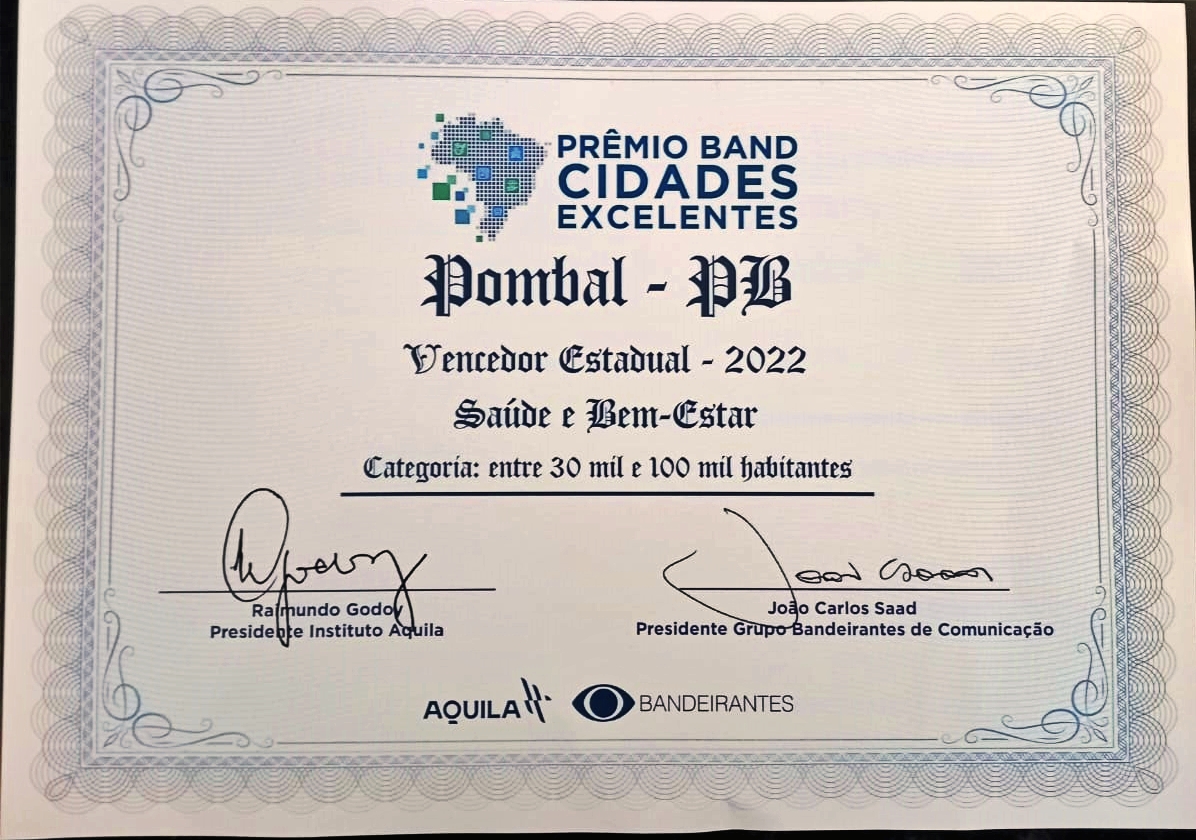 PRÊMIO BAND
CIDADES
EXCELENTES
Pombal - PB
Vencedor Estadual - 2022
Saúde e Bem-Estar
Categoria: entre 30 mil e 100 mil habitantes
Raimundo Godoy
Presidente Instituto Aquila
João Carlos Saad
Presidente Grupo Bandeirantes de Comunicação
AQUILA
BANDEIRANTES